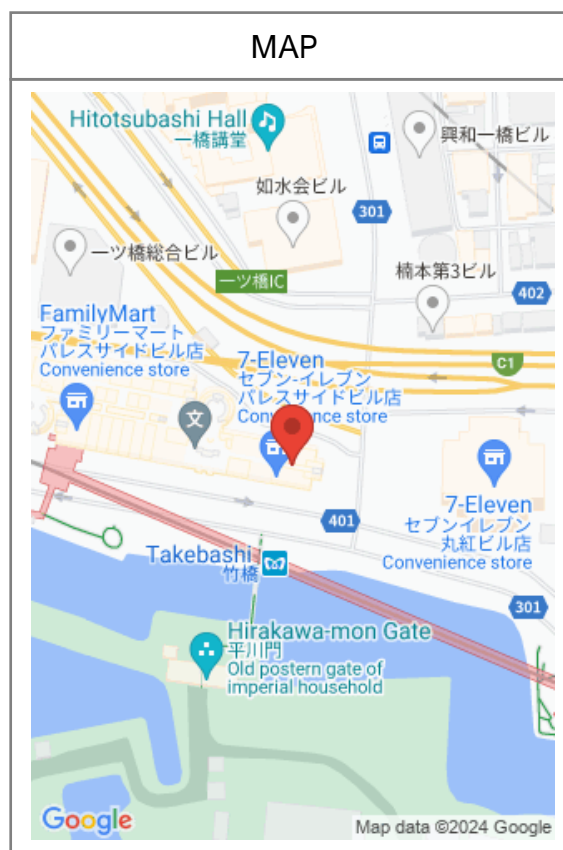 MAP
Hitotsubashi Hall
一橋講堂
興和一橋ビル
如水会ビル
301
一ツ橋総合ビル
楠本第3ビル
一ツ橋IC
402
FamilyMart
ファミリーマート
パレスサイドビル店
Convenience store
7-Eleven
セブン-イレブン
パレスサイドビル店
Convenience store
C1
文
401
7-Eleven
セブンイレブン
丸紅ビル店
Convenience store
Takebashi
竹橋
301
Hirakawa-mon Gate
平川門
Old postern gate of
imperial household
Google
Map data ©2024 Google